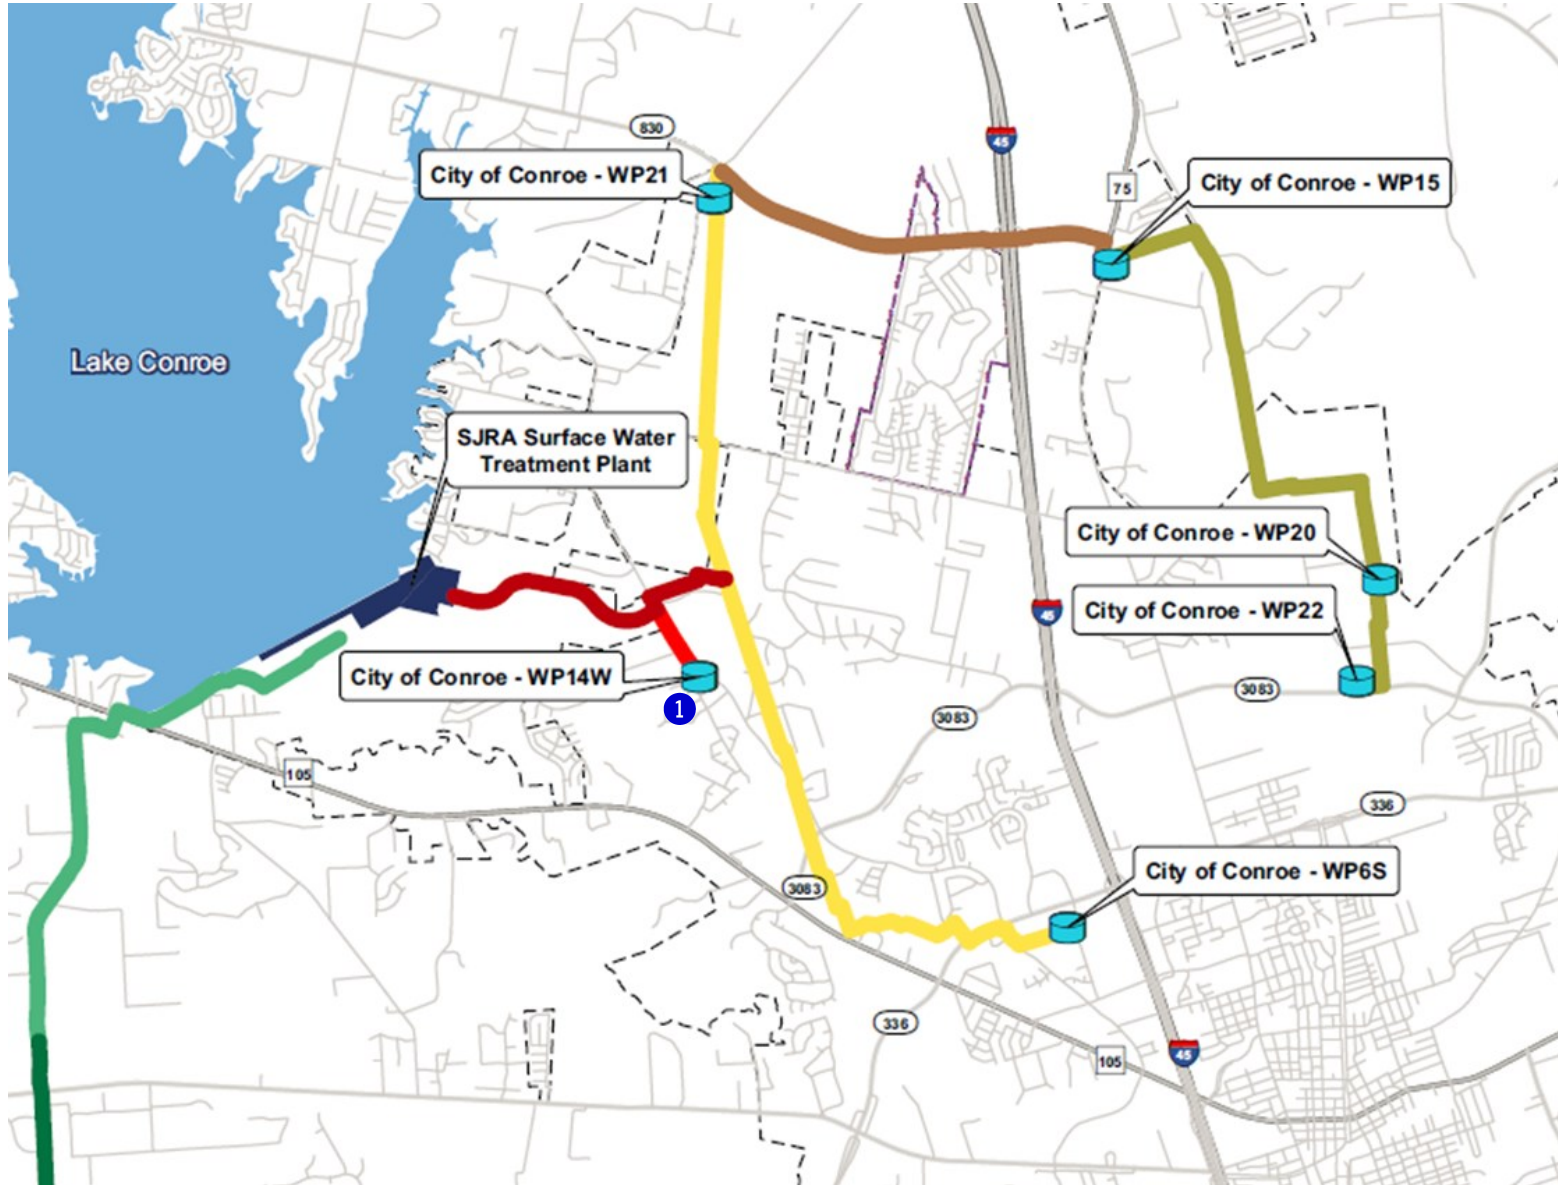 830
45
City of Conroe - WP21
75
City of Conroe - WP15
Lake Conroe
SJRA Surface Water
Treatment Plant
City of Conroe - WP20
City of Conroe - WP22
45
City of Conroe - WP14W
1
3083
3083
105
336
City of Conroe - WP6S
3083
336
105
45